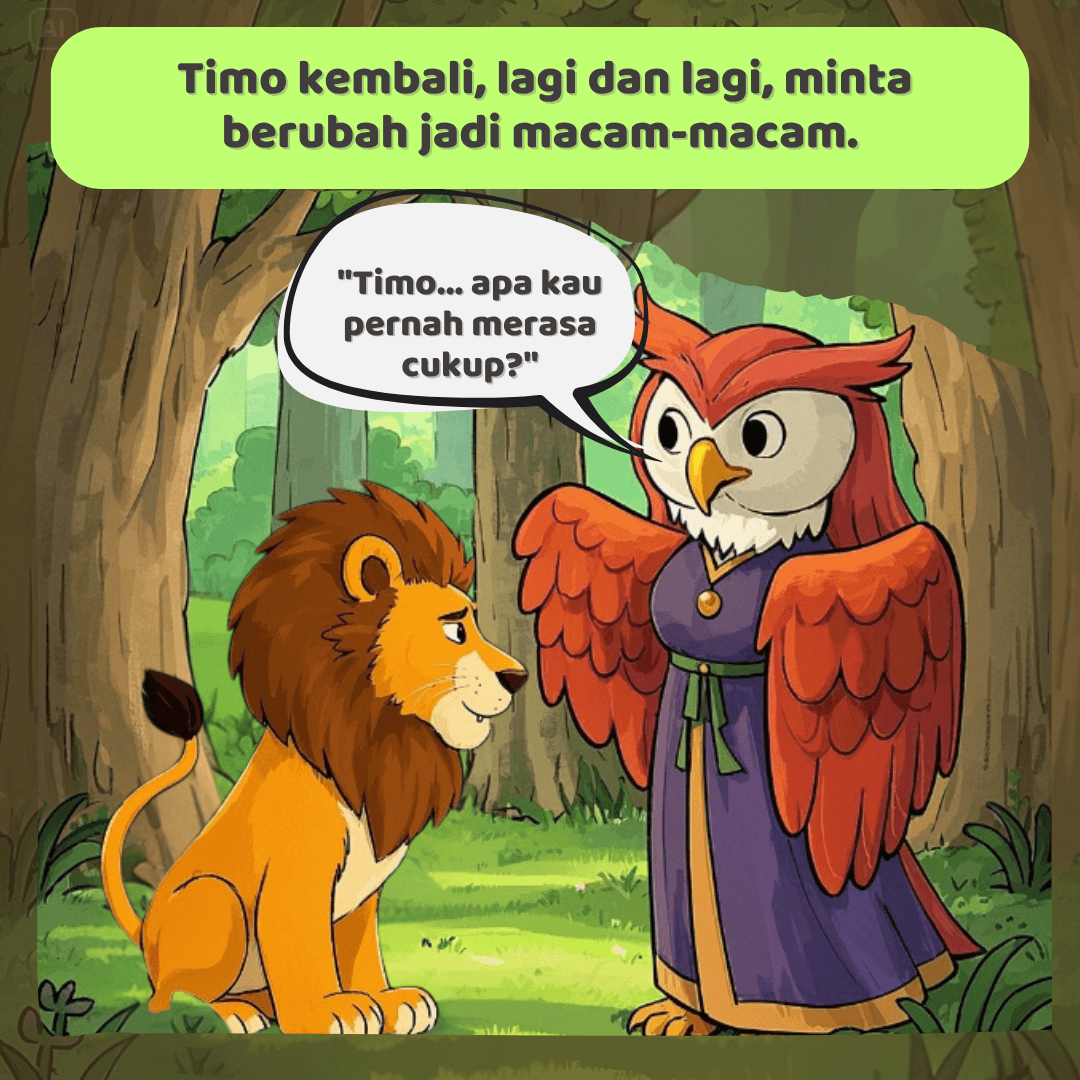 Timo kembali, lagi dan lagi, minta
berubah jadi macam-macam.
"Timo... apa kau
pernah merasa
cukup?"